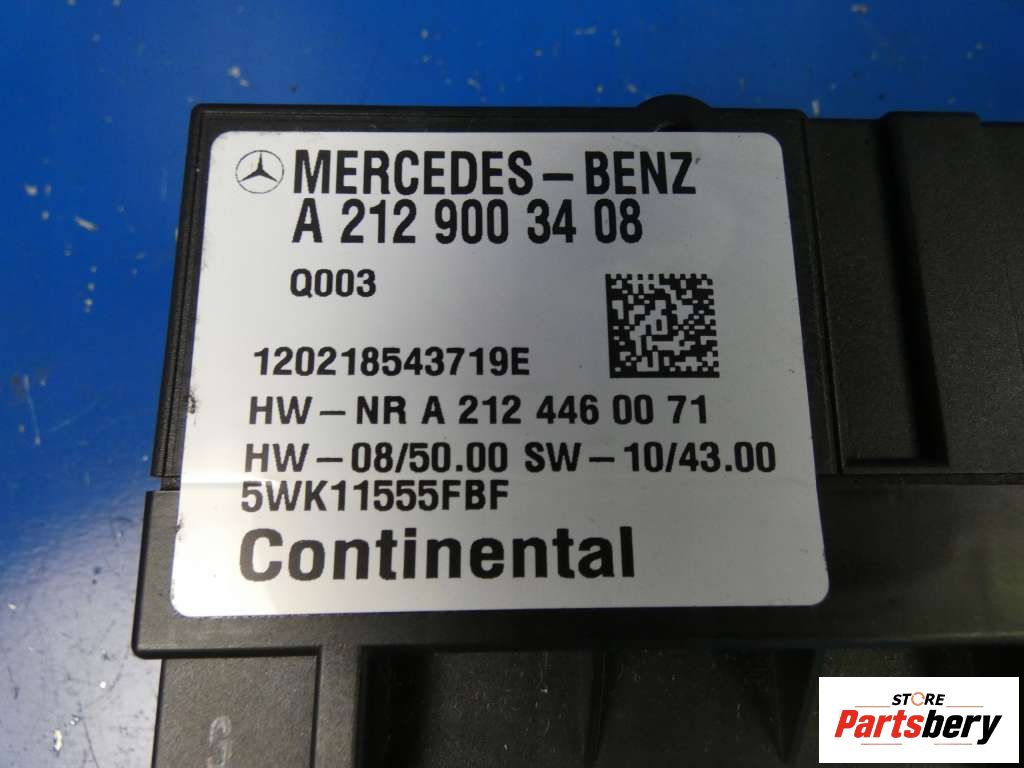 MERCEDES-BENZ
A 212 900 34 08
Q003
120218543719E
HW-NR A 212 446 00 71
HW-08/50.00 SW-10/43.00
5WK11555FBF
Continental
STORE
Partsbery